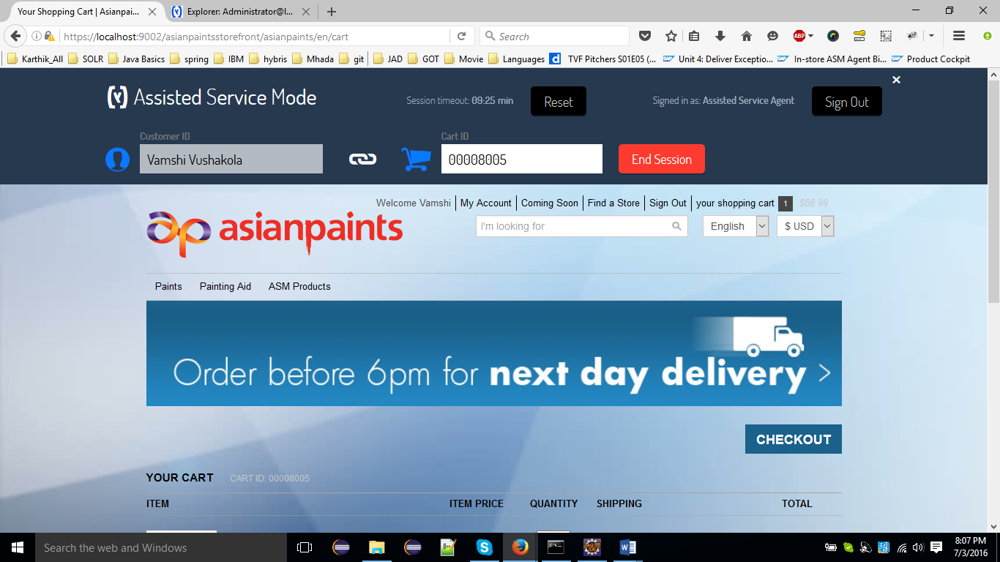 Your Shopping Cart | Asianpai...
Explorer: Administrator@l...
https://localhost:9002/asianpaintsstorefront/asianpaints/en/cart
Search
ABP
Karthik_All SOLR Java Basics spring IBM hybris Mhada git JAD GOT Movie Languages TVF Pitchers S01E05 (... Unit 4: Deliver Exceptio... In-store ASM Agent Bi... Product Cockpit
Assisted Service Mode
Session timeout: 09:25 min
Reset
Signed in as: Assisted Service Agent
Sign Out
Customer ID
Cart ID
Vamshi Vushakola
00008005
End Session
Welcome Vamshi My Account Coming Soon Find a Store Sign Out your shopping cart 1 $66.99
asianpaints
I'm looking for
English
$ USD
Paints Painting Aid ASM Products
Order before 6pm for next day delivery >
CHECKOUT
YOUR CART CART ID: 00008005
ITEM ITEM PRICE QUANTITY SHIPPING TOTAL
Search the web and Windows
8:07 PM
7/3/2016